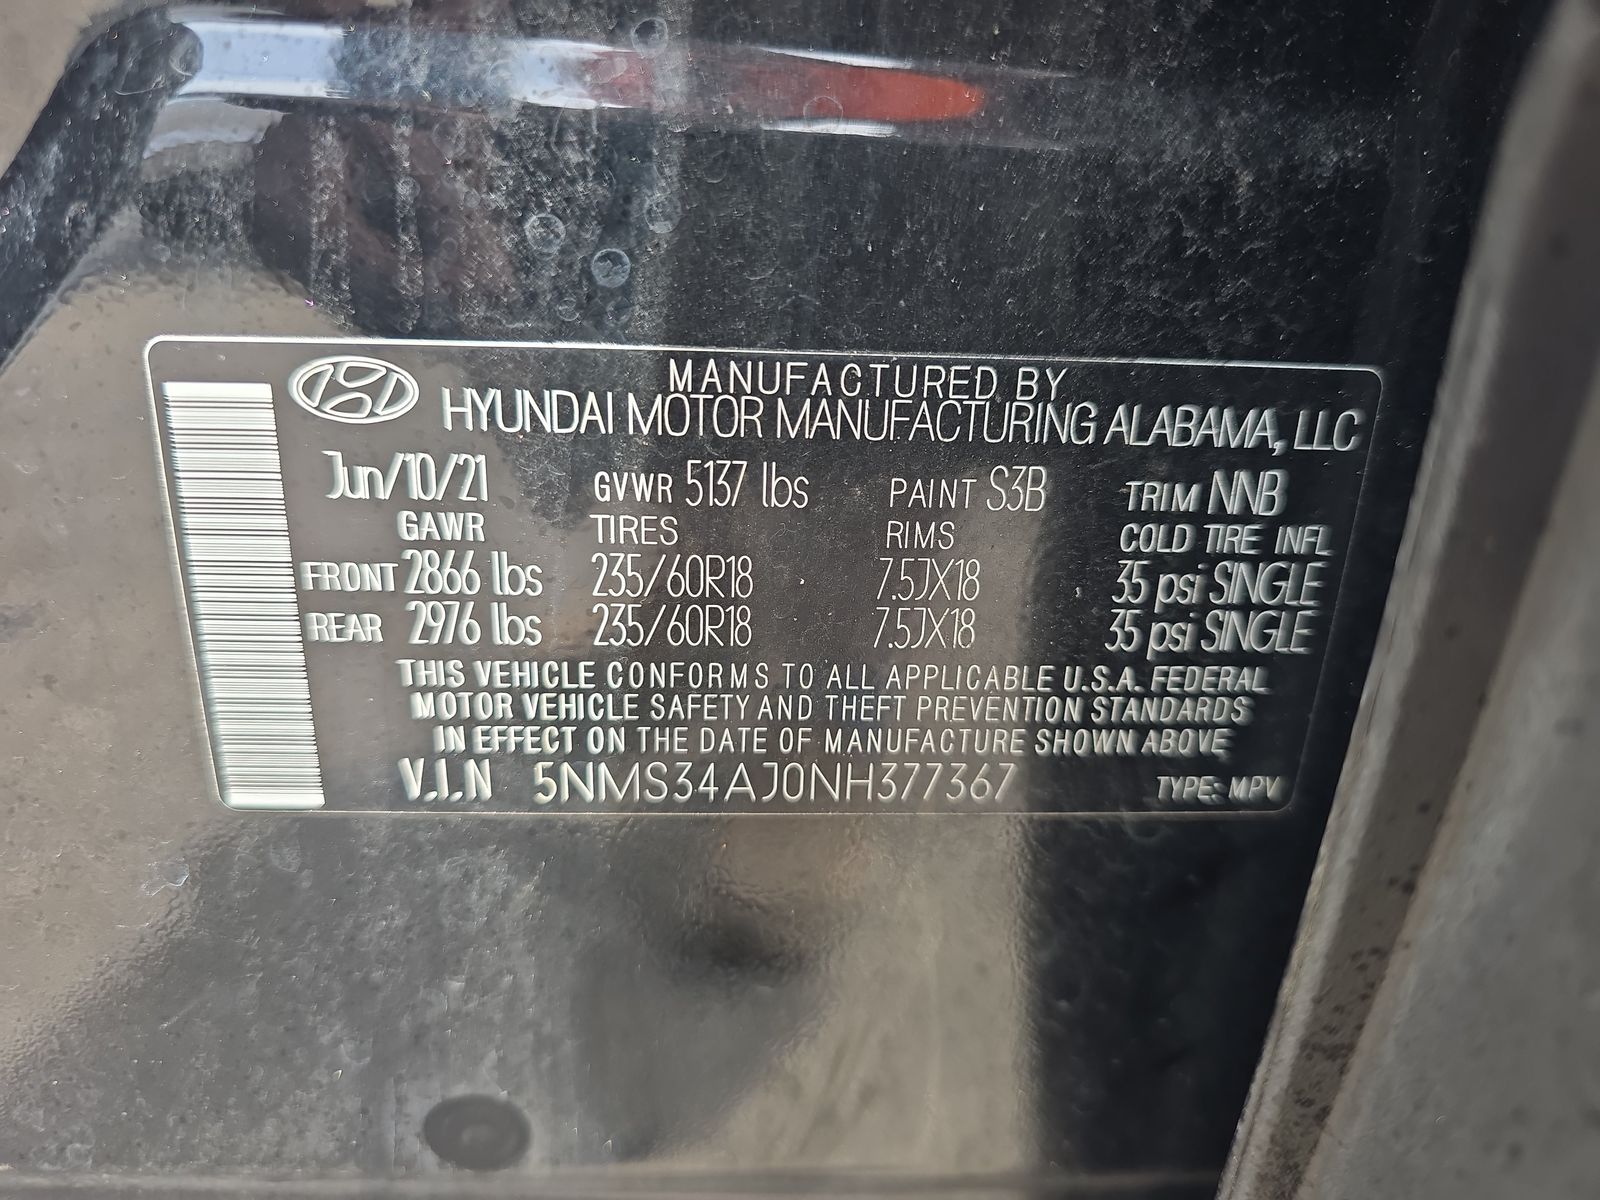 MANUFACTURED BY
HYUNDAI MOTOR MANUFACTURING ALABAMA, LLC
Jun/10/21 GVWR 5137 lbs PAINT S3B TRIM NNB
GAWR TIRES RIMS COLD TIRE INFL
FRONT 2866 lbs 235/60R18 7.5JX18 35 psi SINGLE
REAR 2976 lbs 235/60R18 7.5JX18 35 psi SINGLE
THIS VEHICLE CONFORMS TO ALL APPLICABLE U.S.A. FEDERAL
MOTOR VEHICLE SAFETY AND THEFT PREVENTION STANDARDS
IN EFFECT ON THE DATE OF MANUFACTURE SHOWN ABOVE
V.I.N 5NMS34AJ0NH377367 TYPE: MPV